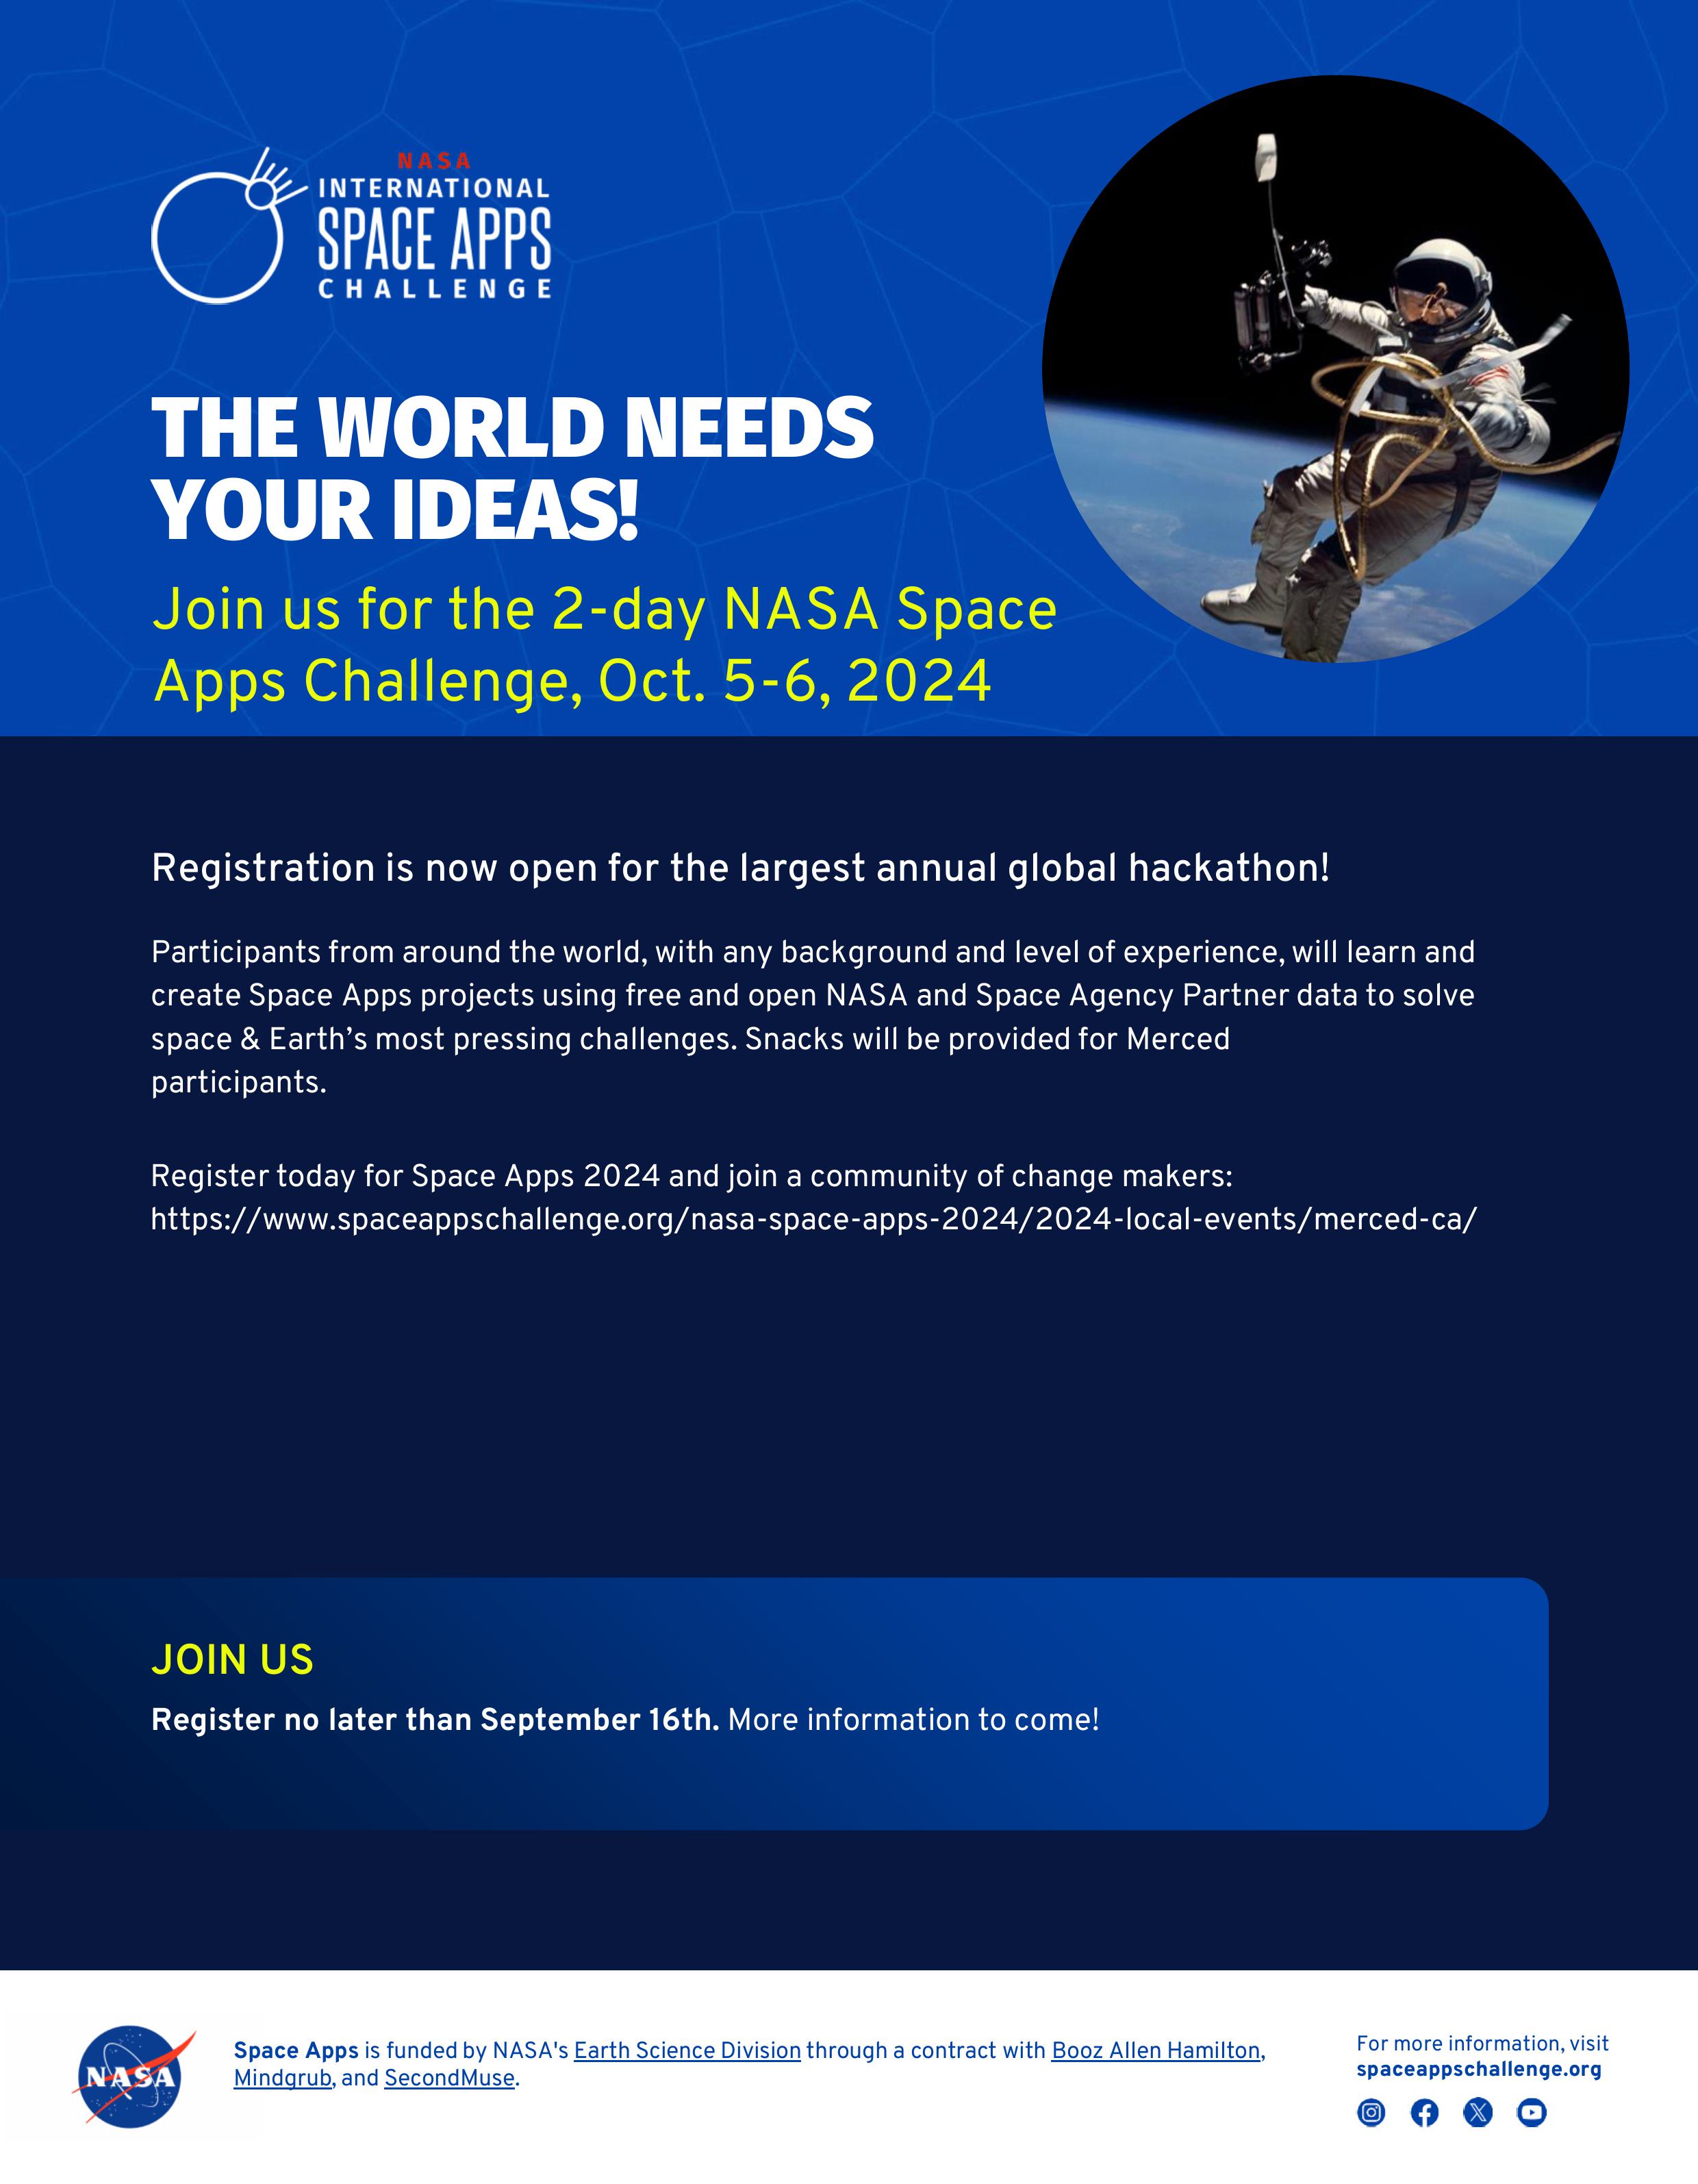 NASA
INTERNATIONAL
SPACE APPS
CHALLENGE
THE WORLD NEEDS
YOUR IDEAS!
Join us for the 2-day NASA Space
Apps Challenge, Oct. 5-6, 2024
Registration is now open for the largest annual global hackathon!
Participants from around the world, with any background and level of experience, will learn and
create Space Apps projects using free and open NASA and Space Agency Partner data to solve
space & Earth’s most pressing challenges. Snacks will be provided for Merced
participants.
Register today for Space Apps 2024 and join a community of change makers:
https://www.spaceappschallenge.org/nasa-space-apps-2024/2024-local-events/merced-ca/
JOIN US
Register no later than September 16th. More information to come!
NASA
Space Apps is funded by NASA's Earth Science Division through a contract with Booz Allen Hamilton,
Mindgrub, and SecondMuse.
For more information, visit
spaceappschallenge.org